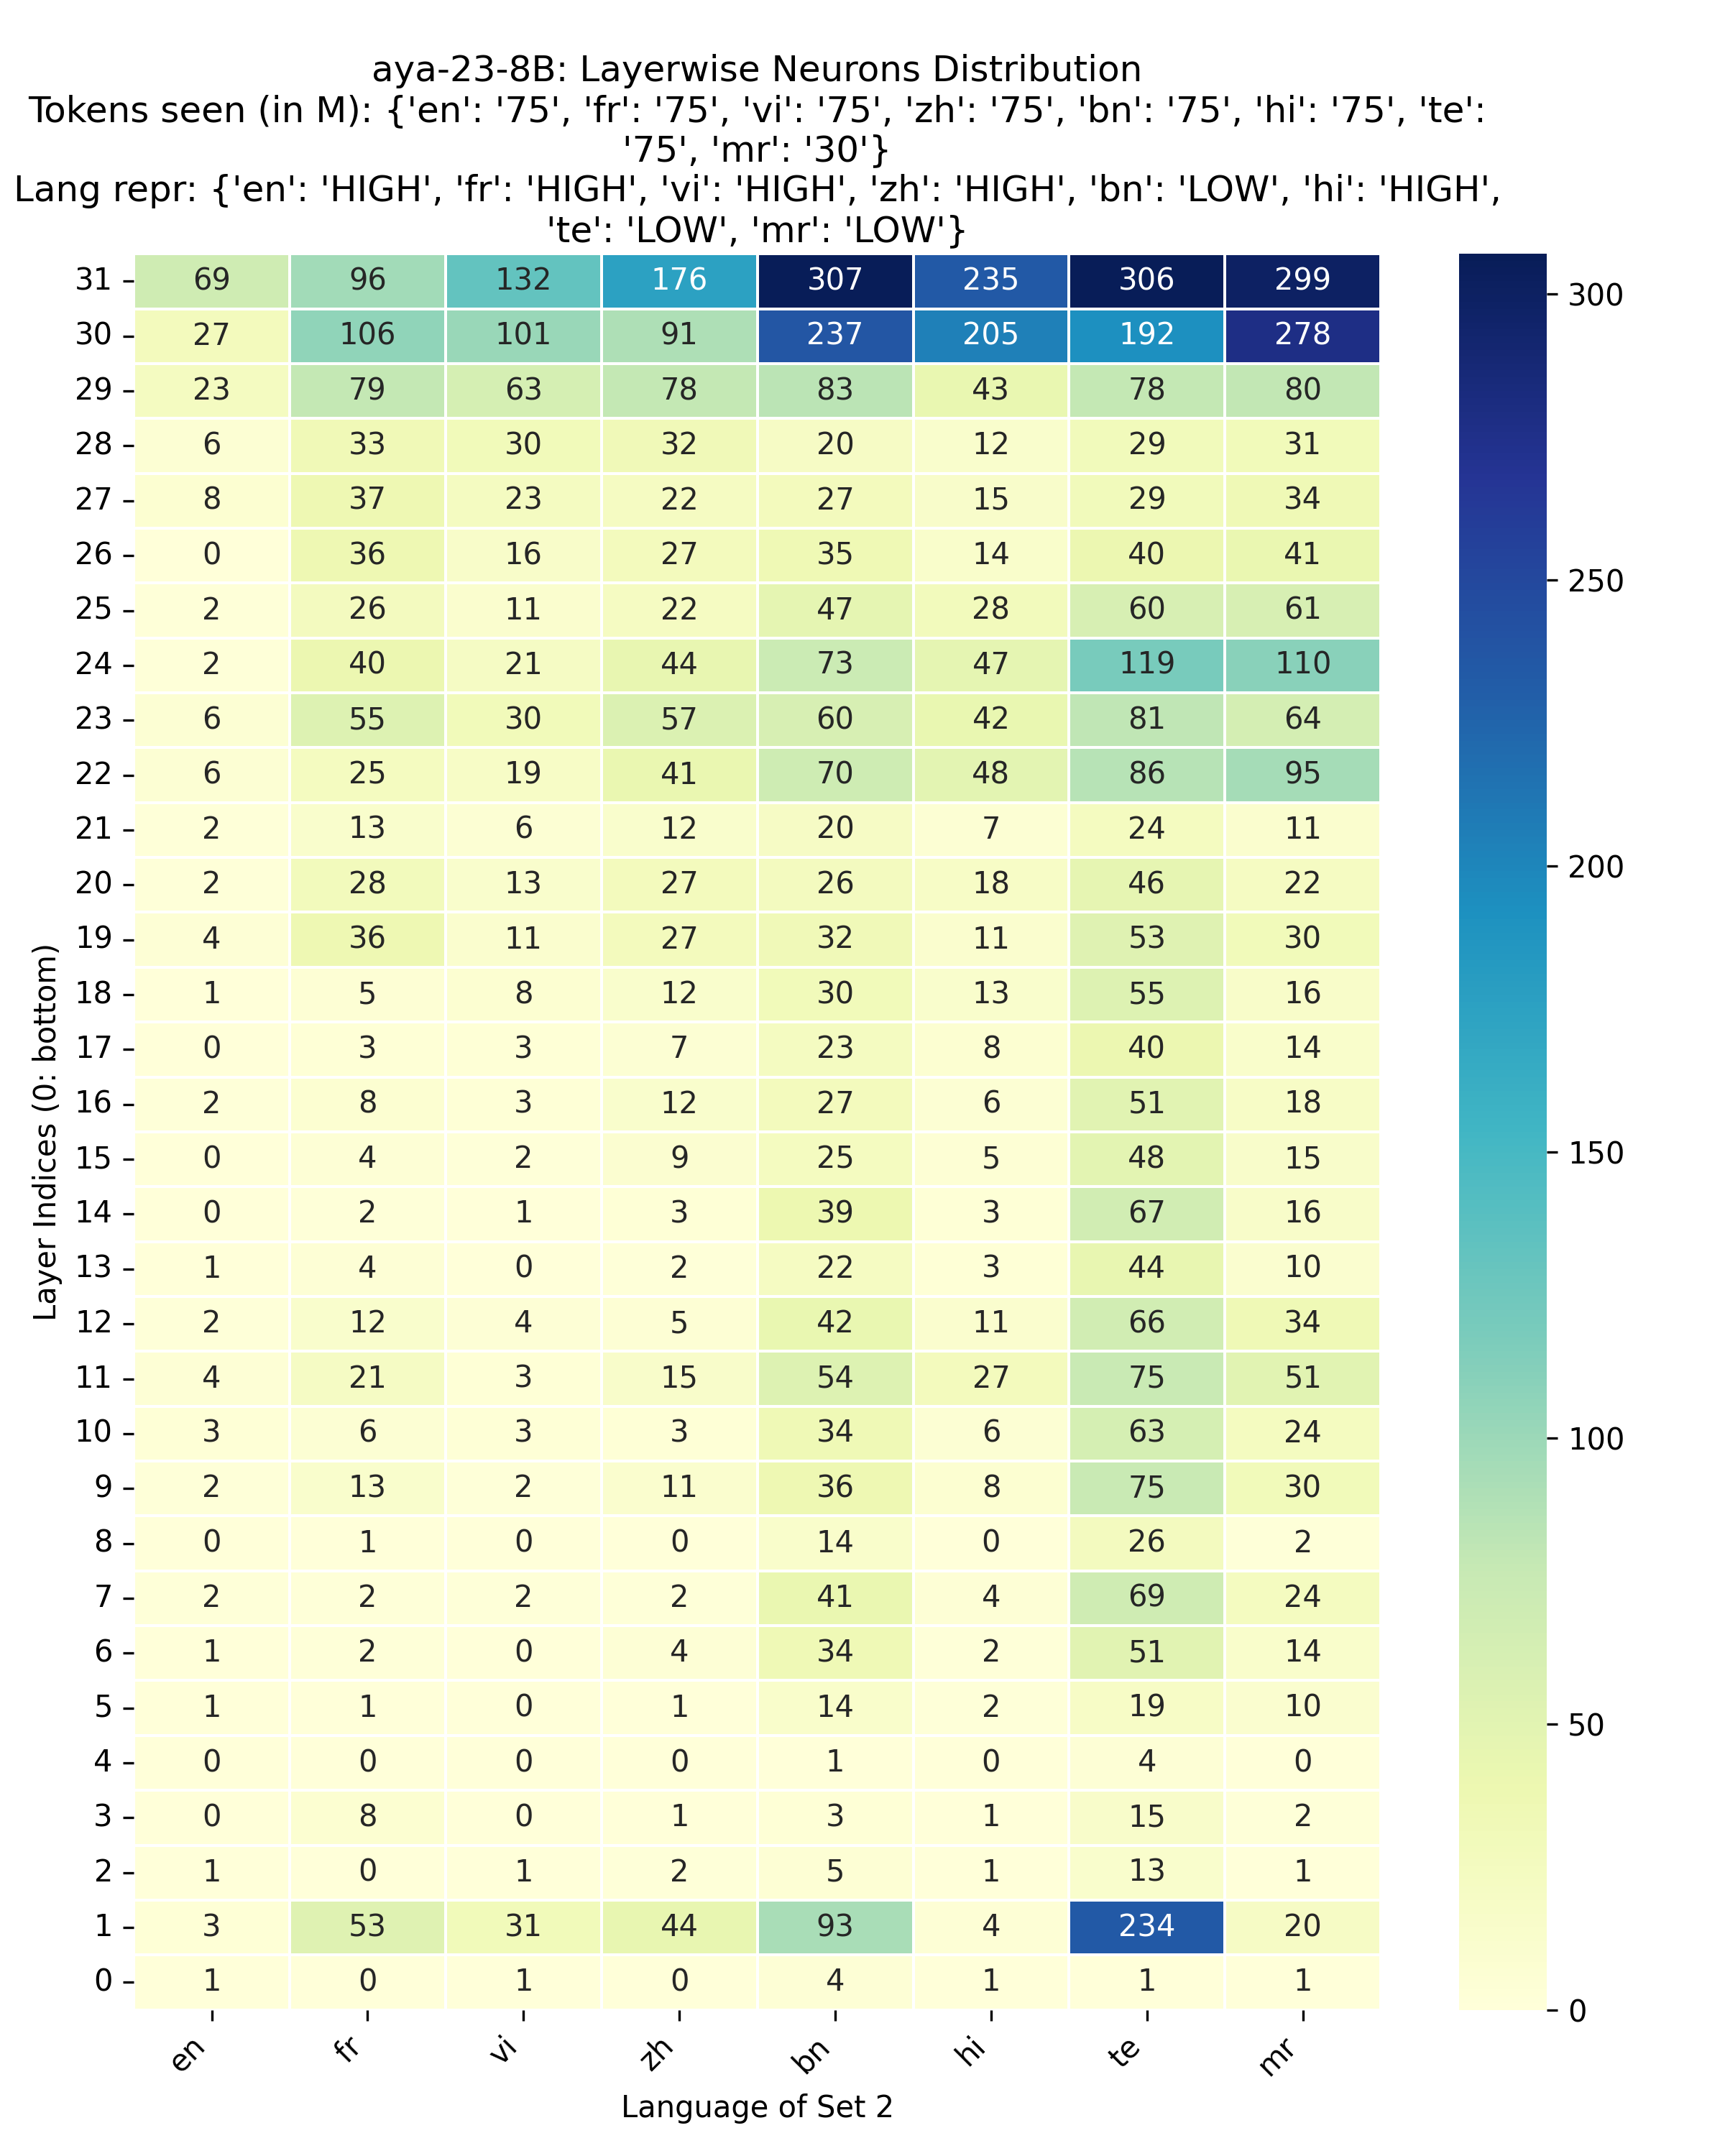 aya-23-8B: Layerwise Neurons Distribution
Tokens seen (in M): {'en': '75', 'fr': '75', 'vi': '75', 'zh': '75', 'bn': '75', 'hi': '75', 'te':
'75', 'mr': '30'}
Lang repr: {'en': 'HIGH', 'fr': 'HIGH', 'vi': 'HIGH', 'zh': 'HIGH', 'bn': 'LOW', 'hi': 'HIGH',
'te': 'LOW', 'mr': 'LOW'}
31 69 96 132 176 307 235 306 299
30 27 106 101 91 237 205 192 278
29 23 79 63 78 83 43 78 80
28 6 33 30 32 20 12 29 31
27 8 37 23 22 27 15 29 34
26 0 36 16 27 35 14 40 41
25 2 26 11 22 47 28 60 61
24 2 40 21 44 73 47 119 110
23 6 55 30 57 60 42 81 64
22 6 25 19 41 70 48 86 95
21 2 13 6 12 20 7 24 11
20 2 28 13 27 26 18 46 22
19 4 36 11 27 32 11 53 30
18 1 5 8 12 30 13 55 16
17 0 3 3 7 23 8 40 14
16 2 8 3 12 27 6 51 18
15 0 4 2 9 25 5 48 15
14 0 2 1 3 39 3 67 16
13 1 4 0 2 22 3 44 10
12 2 12 4 5 42 11 66 34
11 4 21 3 15 54 27 75 51
10 3 6 3 3 34 6 63 24
9 2 13 2 11 36 8 75 30
8 0 1 0 0 14 0 26 2
7 2 2 2 2 41 4 69 24
6 1 2 0 4 34 2 51 14
5 1 1 0 1 14 2 19 10
4 0 0 0 0 1 0 4 0
3 0 8 0 1 3 1 15 2
2 1 0 1 2 5 1 13 1
1 3 53 31 44 93 4 234 20
0 1 0 1 0 4 1 1 1
en fr vi zh bn hi te mr
Language of Set 2
Layer Indices (0: bottom)
300
250
200
150
100
50
0